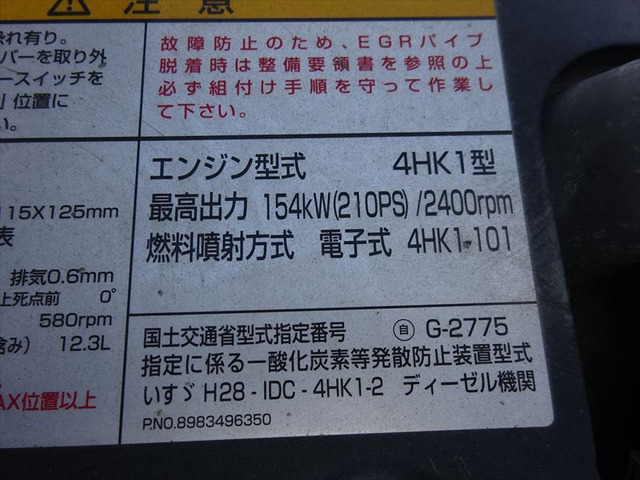 注意
れ有り。
バーを取り外
ースイッチを
位置に
い。
故障防止のため、EGRパイプ
脱着時は整備要領書を参照の上
必ず組付け手順を守って作業し
て下さい。
115X125mm
表
排気0.6mm
上死点前 0°
580rpm
含み) 12.3L
AX位置以上
エンジン型式 4HK1型
最高出力 154kW(210PS)/2400rpm
燃料噴射方式 電子式 4HK1-101
国土交通省型式指定番号 自 G-2775
指定に係る一酸化炭素等発散防止装置型式
いすゞ H28-IDC-4HK1-2 ディーゼル機関
P.NO.8983496350